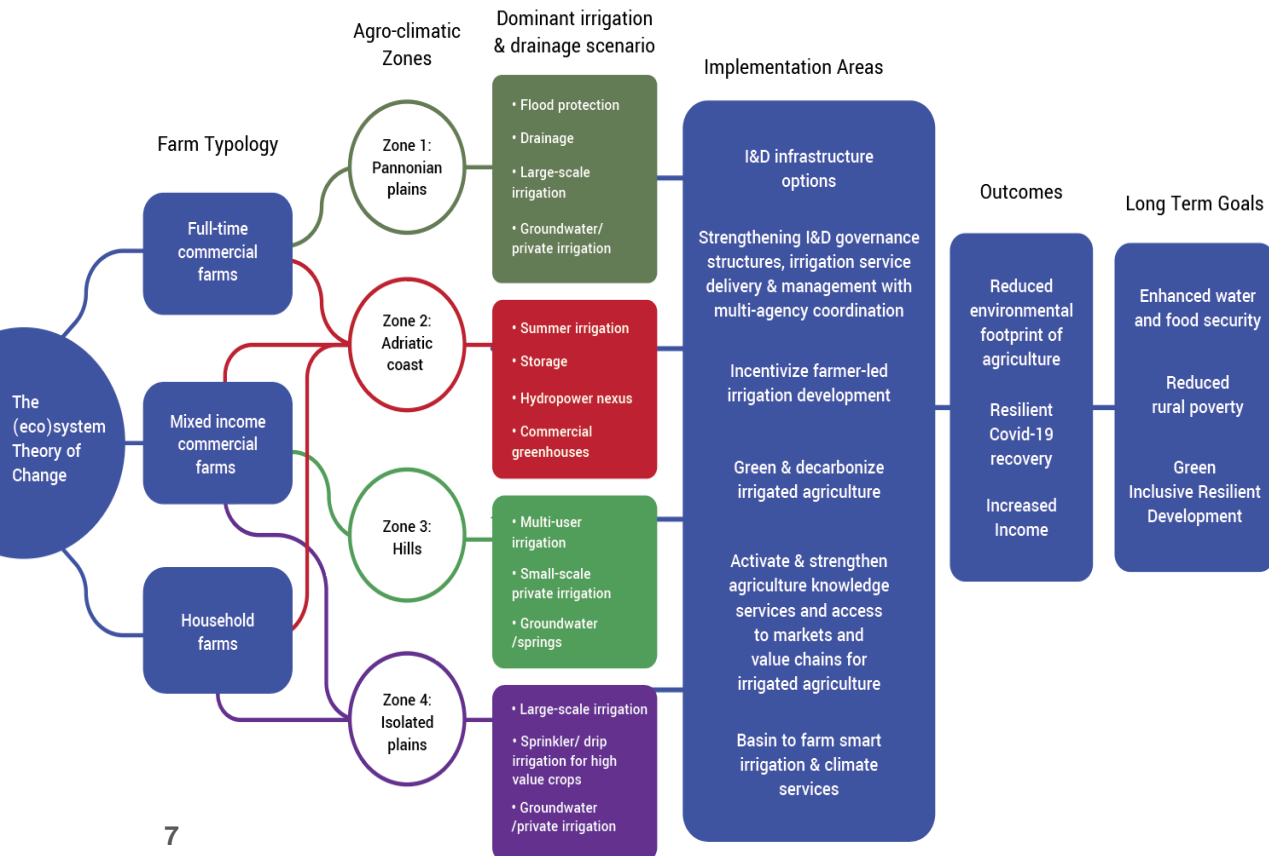 The
(eco)system
Theory of
Change
Farm Typology
Full-time
commercial
farms
Mixed income
commercial
farms
Household
farms
Agro-climatic
Zones
Zone 1:
Pannonian
plains
Zone 2:
Adriatic
coast
Zone 3:
Hills
Zone 4:
Isolated
plains
Dominant irrigation
& drainage scenario
• Flood protection
• Drainage
• Large-scale
irrigation
• Groundwater/
private irrigation
• Summer irrigation
• Storage
• Hydropower nexus
• Commercial
greenhouses
• Multi-user
irrigation
• Small-scale
private irrigation
• Groundwater
/springs
• Large-scale irrigation
• Sprinkler/ drip
irrigation for high
value crops
• Groundwater
/private irrigation
Implementation Areas
I&D infrastructure
options
Strengthening I&D governance
structures, irrigation service
delivery & management with
multi-agency coordination
Incentivize farmer-led
irrigation development
Green & decarbonize
irrigated agriculture
Activate & strengthen
agriculture knowledge
services and access
to markets and
value chains for
irrigated agriculture
Basin to farm smart
irrigation & climate
services
Outcomes
Reduced
environmental
footprint of
agriculture
Resilient
Covid-19
recovery
Increased
Income
Long Term Goals
Enhanced water
and food security
Reduced
rural poverty
Green
Inclusive Resilient
Development
7